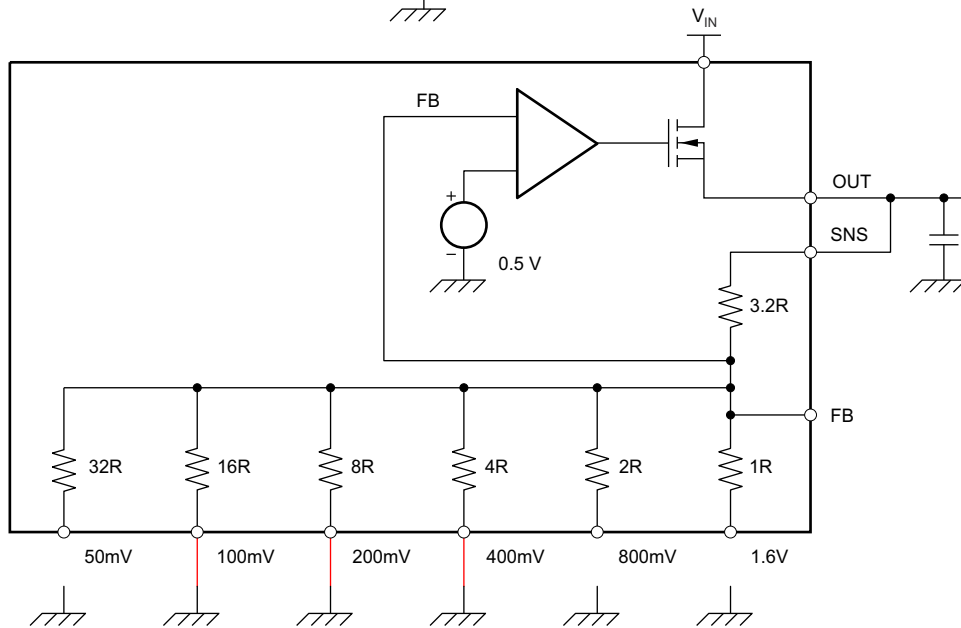 V_IN
FB
OUT
+
SNS
−
0.5 V
3.2R
FB
32R 16R 8R 4R 2R 1R
50mV 100mV 200mV 400mV 800mV 1.6V